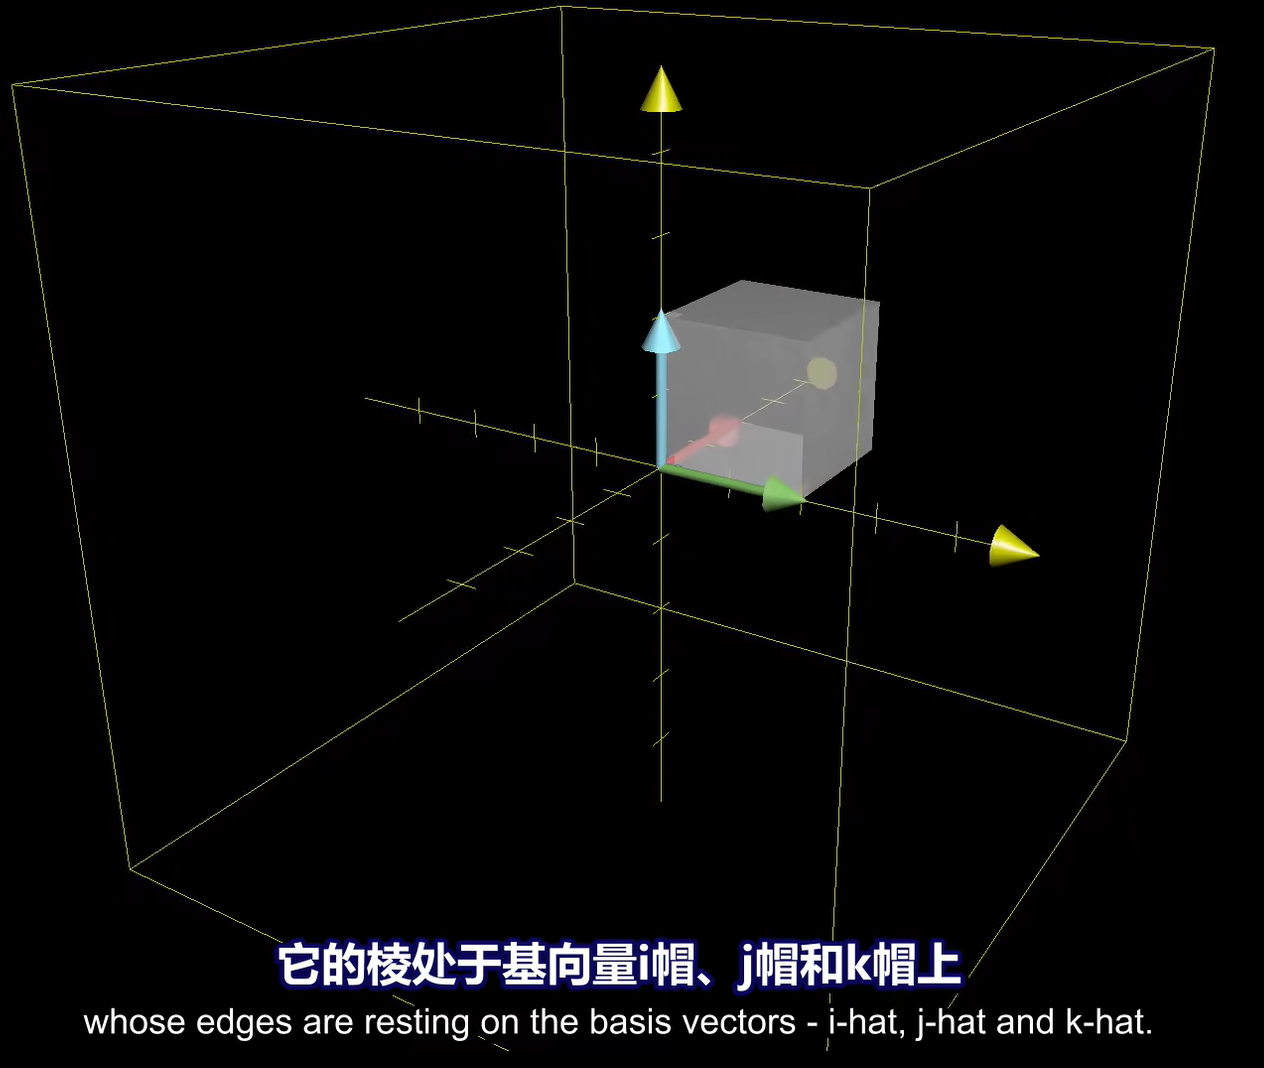 它的棱处于基向量i帽、j帽和k帽上
whose edges are resting on the basis vectors - i-hat, j-hat and k-hat.